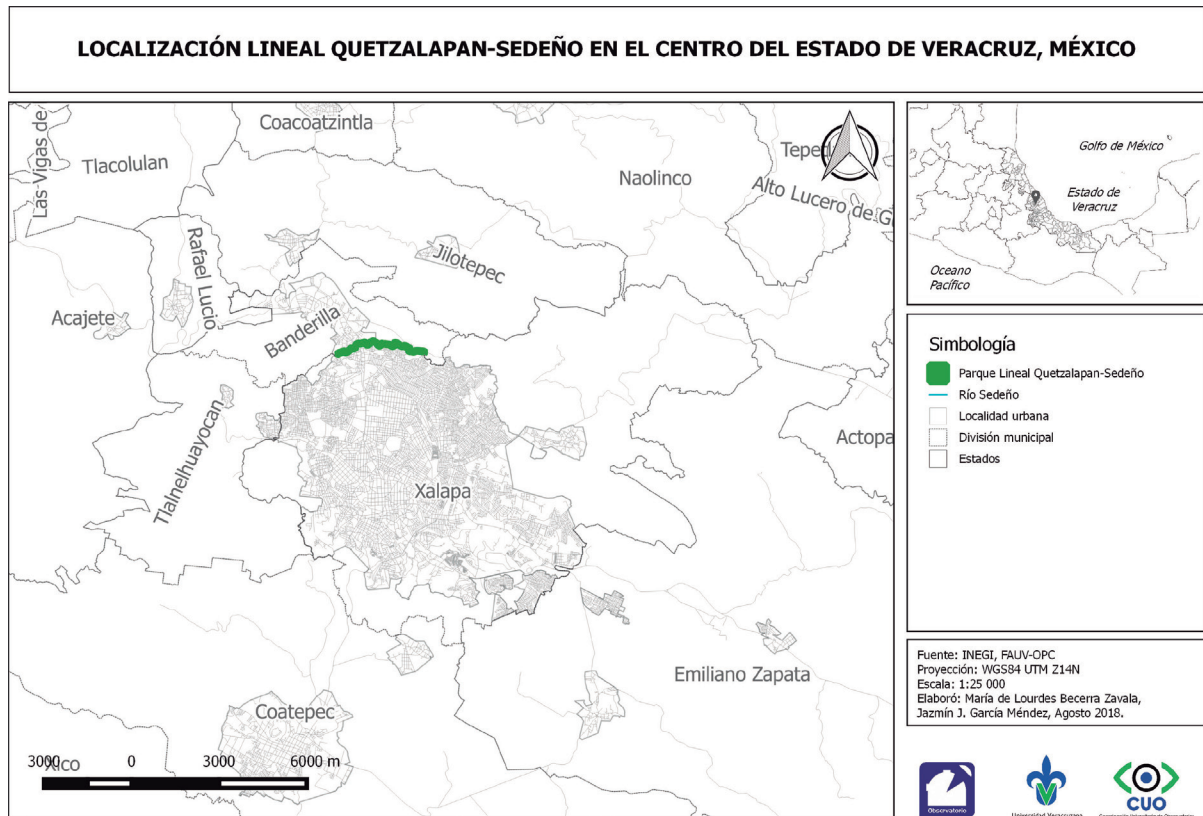 LOCALIZACIÓN LINEAL QUETZALAPAN-SEDEÑO EN EL CENTRO DEL ESTADO DE VERACRUZ, MÉXICO
Las Vigas de
Tlacolulan
Coacoatzintla
Naolinco
Alto Lucero de G
Rafael Lucio
Jilotepec
Acajete
Banderilla
Tlalnelhuayocan
Actopa
Xalapa
Emiliano Zapata
Coatepec
Xico
3000 0 3000 6000 m
Golfo de México
Estado de
Veracruz
Oceano
Pacífico
Simbología
Parque Lineal Quetzalapan-Sedeño
Río Sedeño
Localidad urbana
División municipal
Estados
Fuente: INEGI, FAUV-OPC
Proyección: WGS84 UTM Z14N
Escala: 1:25 000
Elaboró: María de Lourdes Becerra Zavala,
Jazmín J. García Méndez, Agosto 2018.
Observatorio
Universidad Veracruzana
CUO